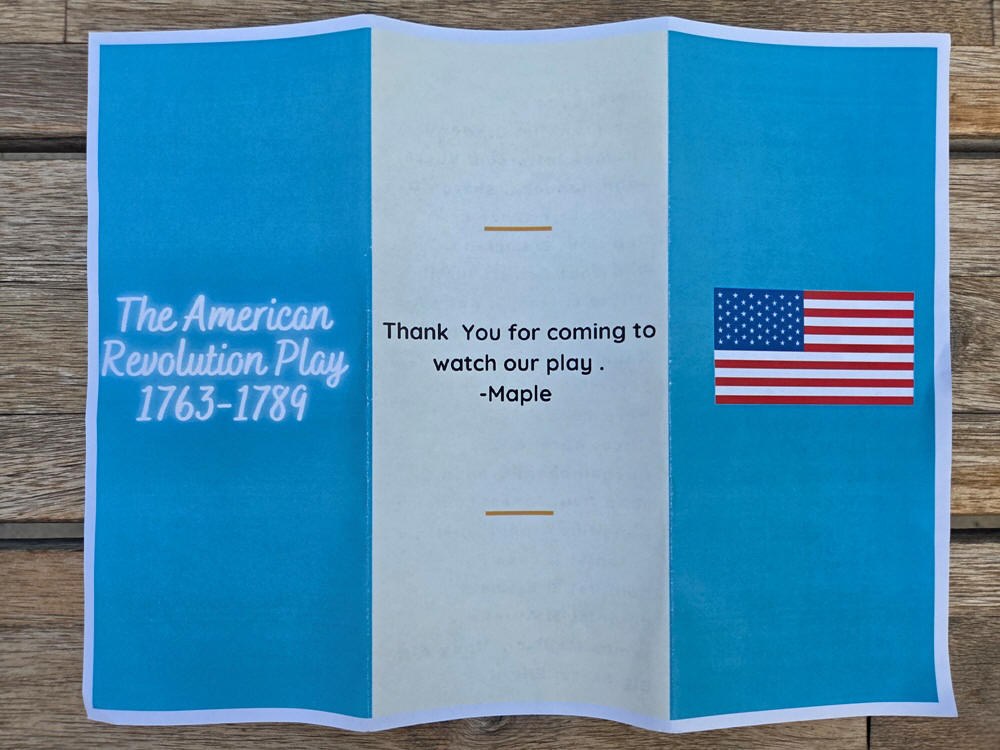 The American
Revolution Play
1763-1789
Thank You for coming to
watch our play .
-Maple